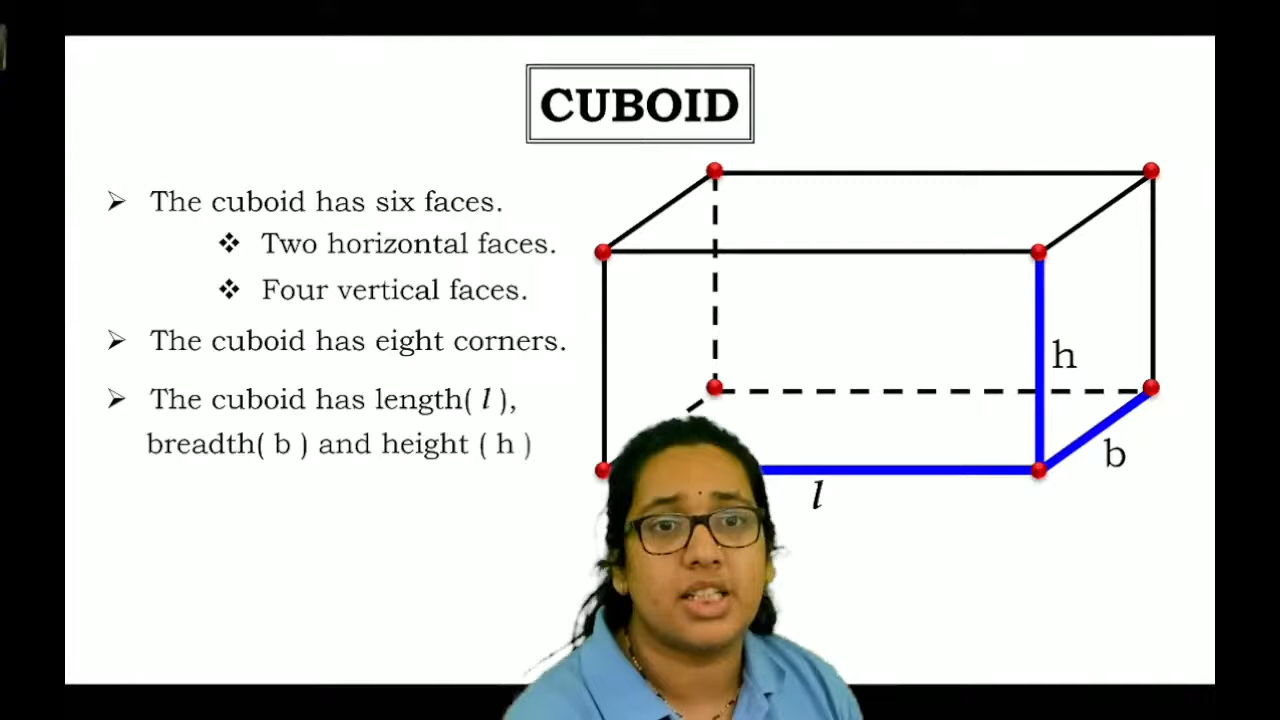 CUBOID
➢ The cuboid has six faces.
❖ Two horizontal faces.
❖ Four vertical faces.
➢ The cuboid has eight corners.
➢ The cuboid has length( l ),
breadth( b ) and height ( h )
h
b
l